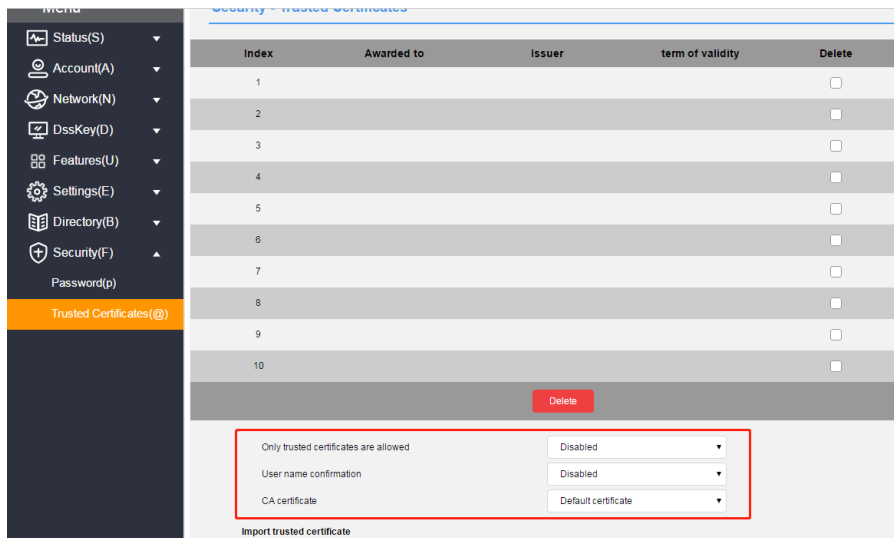 Menu
Security - Trusted Certificates
Status(S)
Account(A)
Network(N)
DssKey(D)
Features(U)
Settings(E)
Directory(B)
Security(F)
Password(p)
Trusted Certificates(@)
Index Awarded to Issuer term of validity Delete
1
2
3
4
5
6
7
8
9
10
Delete
Only trusted certificates are allowed Disabled
User name confirmation Disabled
CA certificate Default certificate
Import trusted certificate